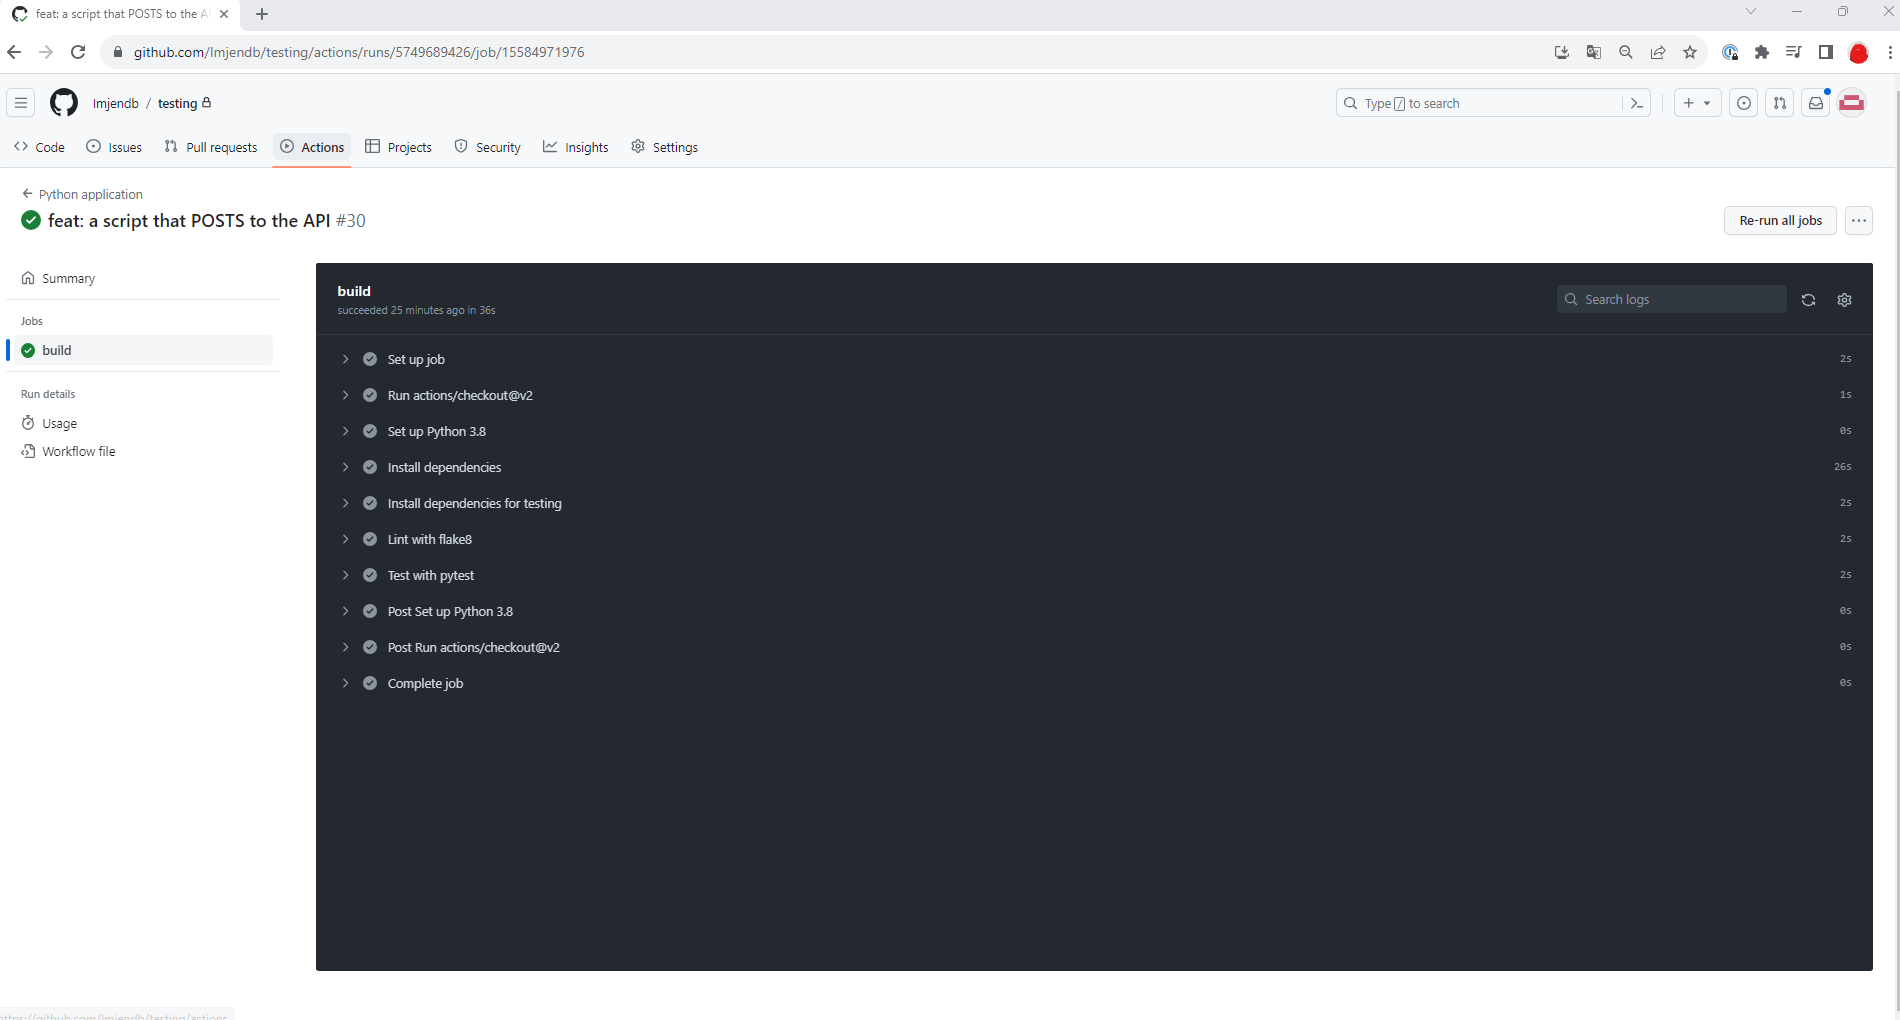 feat: a script that POSTS to the A
github.com/lmjendb/testing/actions/runs/5749689426/job/15584971976
lmjendb / testing
Type / to search
Code Issues Pull requests Actions Projects Security Insights Settings
Python application
feat: a script that POSTS to the API #30
Re-run all jobs
Summary
Jobs
build
Run details
Usage
Workflow file
build
succeeded 25 minutes ago in 36s
Search logs
Set up job 2s
Run actions/checkout@v2 1s
Set up Python 3.8 0s
Install dependencies 26s
Install dependencies for testing 2s
Lint with flake8 2s
Test with pytest 2s
Post Set up Python 3.8 0s
Post Run actions/checkout@v2 0s
Complete job 0s
https://github.com/lmjendb/testing/actions